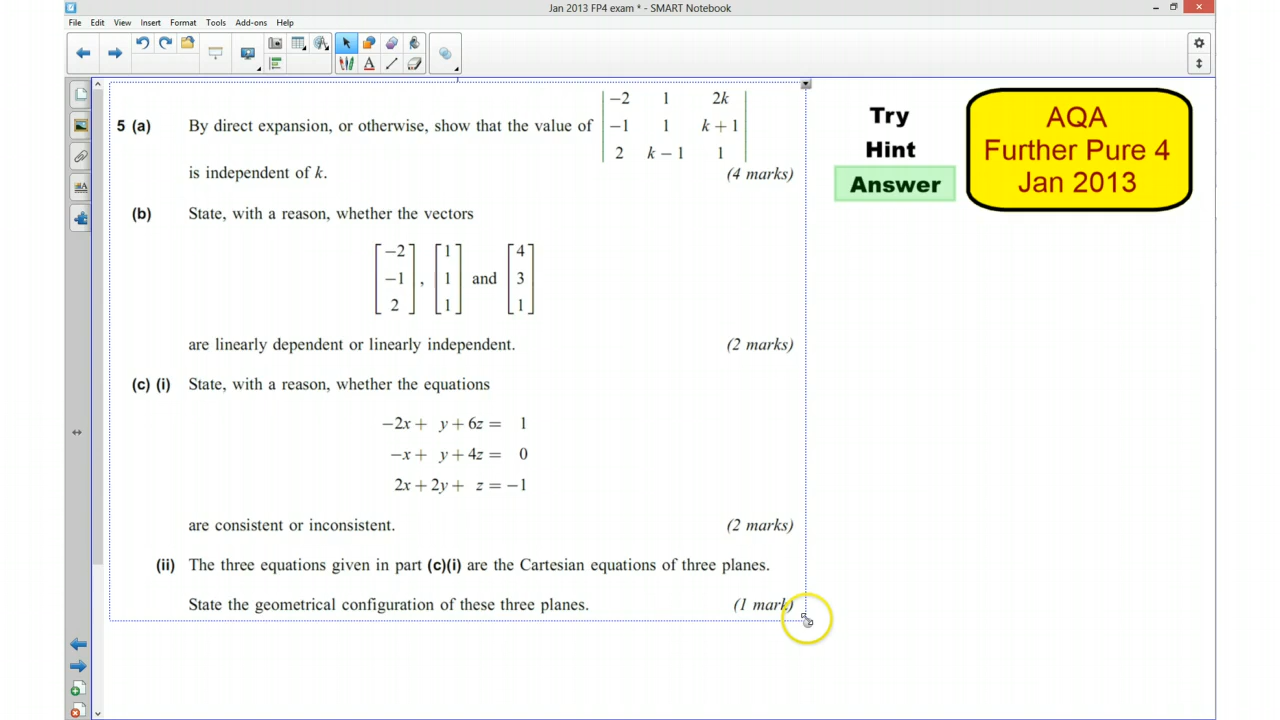 Jan 2013 FP4 exam * - SMART Notebook
File Edit View Insert Format Tools Add-ons Help
5 (a) By direct expansion, or otherwise, show that the value of
−2 1 2k
−1 1 k + 1
2 k − 1 1
is independent of k. (4 marks)
(b) State, with a reason, whether the vectors
[−2 −1 2], [1 1 1] and [4 3 1]
are linearly dependent or linearly independent. (2 marks)
(c) (i) State, with a reason, whether the equations
−2x + y + 6z = 1
−x + y + 4z = 0
2x + 2y + z = −1
are consistent or inconsistent. (2 marks)
(ii) The three equations given in part (c)(i) are the Cartesian equations of three planes.
State the geometrical configuration of these three planes. (1 mark)
Try
Hint
Answer
AQA
Further Pure 4
Jan 2013